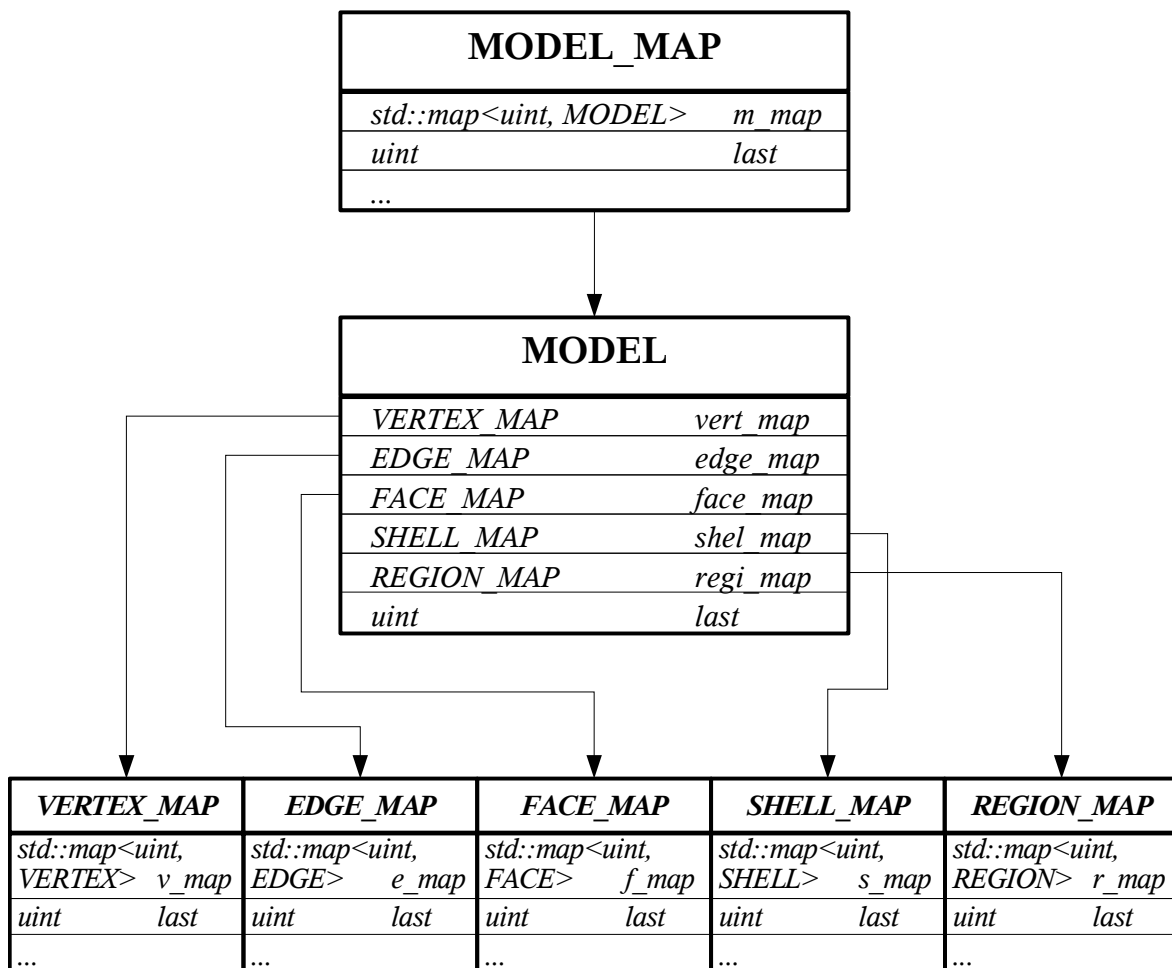 MODEL_MAP
std::map<uint, MODEL> m_map
uint last
...
MODEL
VERTEX_MAP vert_map
EDGE_MAP edge_map
FACE_MAP face_map
SHELL_MAP shel_map
REGION_MAP regi_map
uint last
VERTEX_MAP
std::map<uint,
VERTEX> v_map
uint last
...
EDGE_MAP
std::map<uint,
EDGE> e_map
uint last
...
FACE_MAP
std::map<uint,
FACE> f_map
uint last
...
SHELL_MAP
std::map<uint,
SHELL> s_map
uint last
...
REGION_MAP
std::map<uint,
REGION> r_map
uint last
...